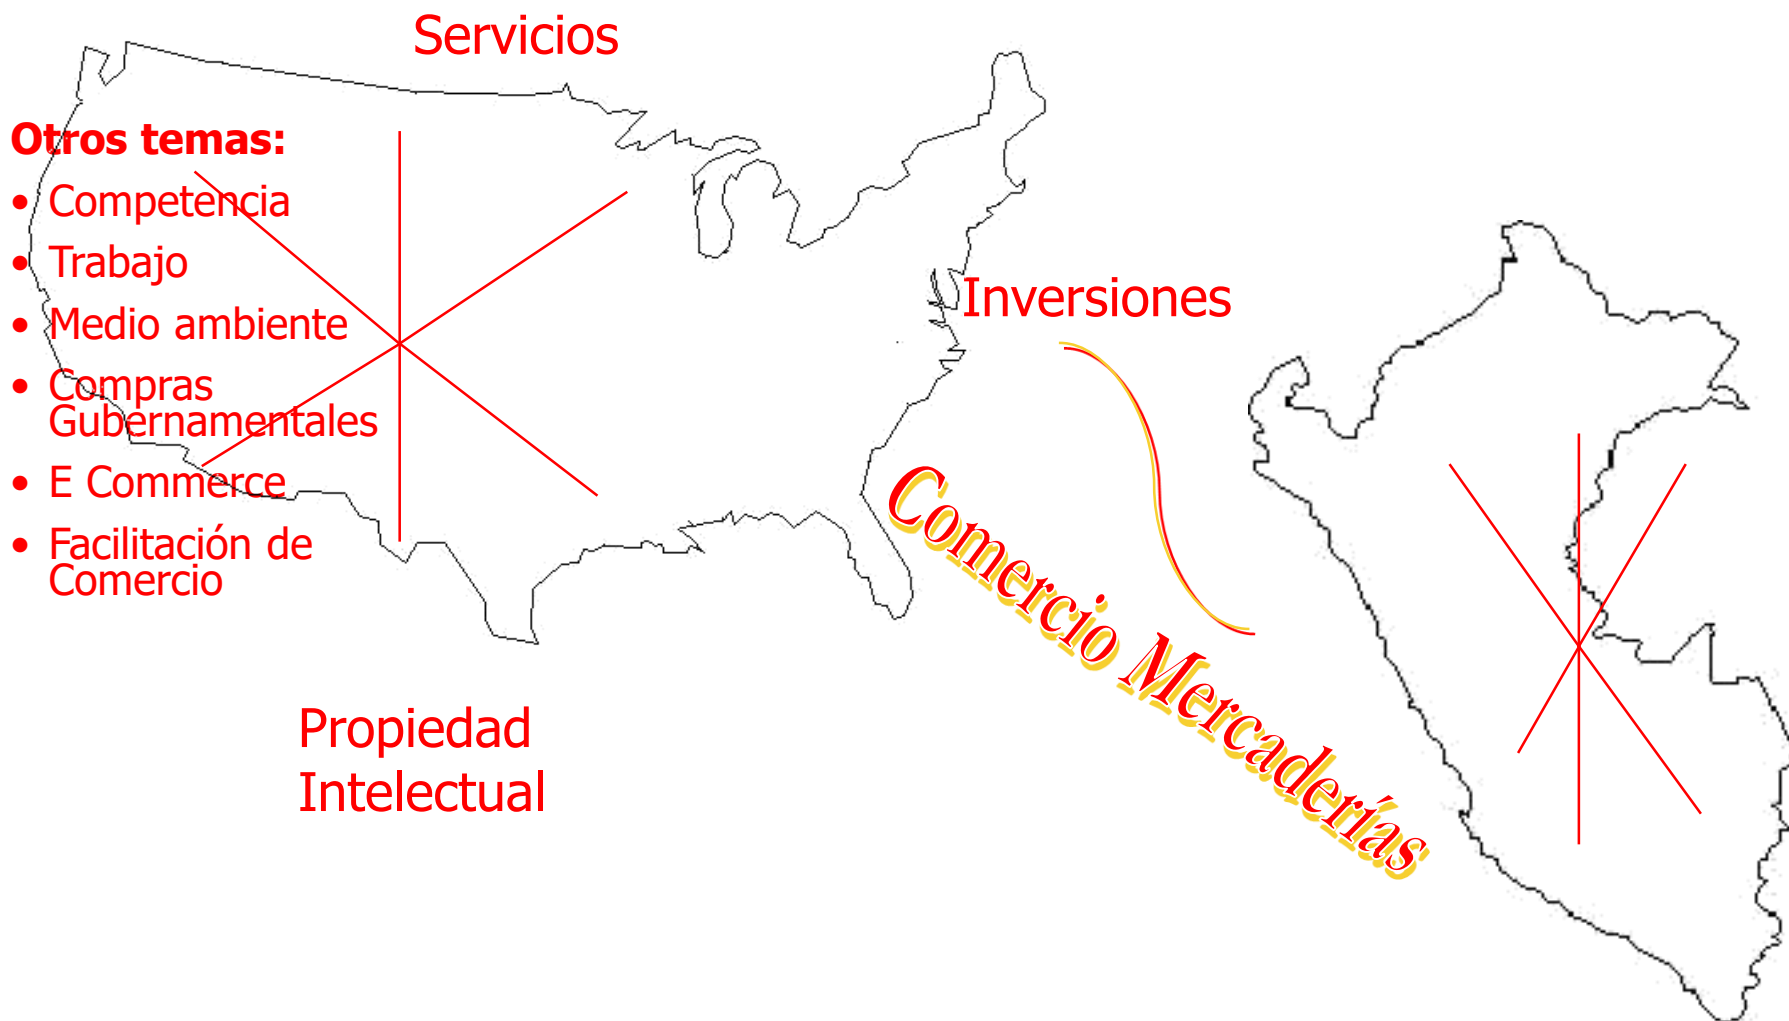 Servicios
Otros temas:
• Competencia
• Trabajo
• Medio ambiente
• Compras
Gubernamentales
• E Commerce
• Facilitación de
Comercio
Inversiones
Comercio Mercaderías
Propiedad
Intelectual